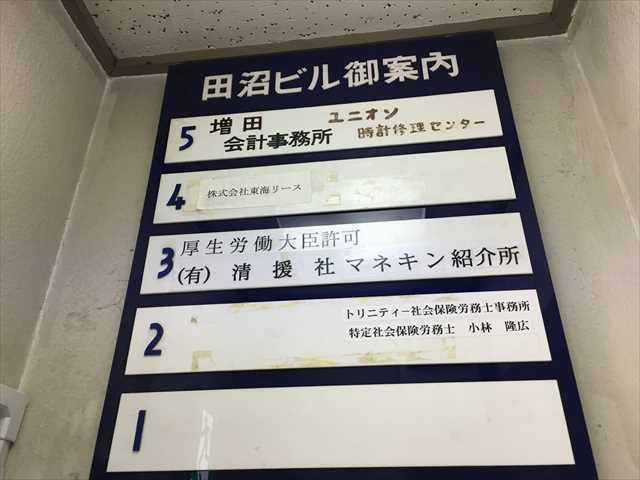 田沼ビル御案内
5 増田 ユニオン
会計事務所 時計修理センター
4 株式会社東海リース
3 厚生労働大臣許可
(有) 清援社マネキン紹介所
2 トリニティー社会保険労務士事務所
特定社会保険労務士 小林 隆広
1